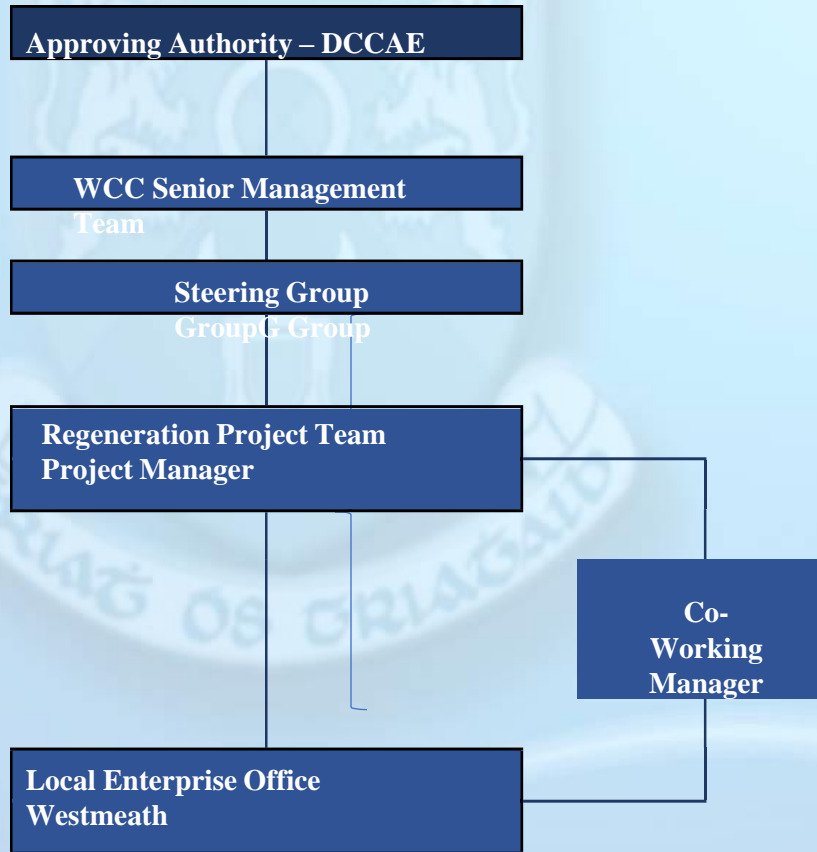 Approving Authority – DCCAE
WCC Senior Management
Team
Steering Group
GroupG Group
Regeneration Project Team
Project Manager
Co-
Working
Manager
Local Enterprise Office
Westmeath